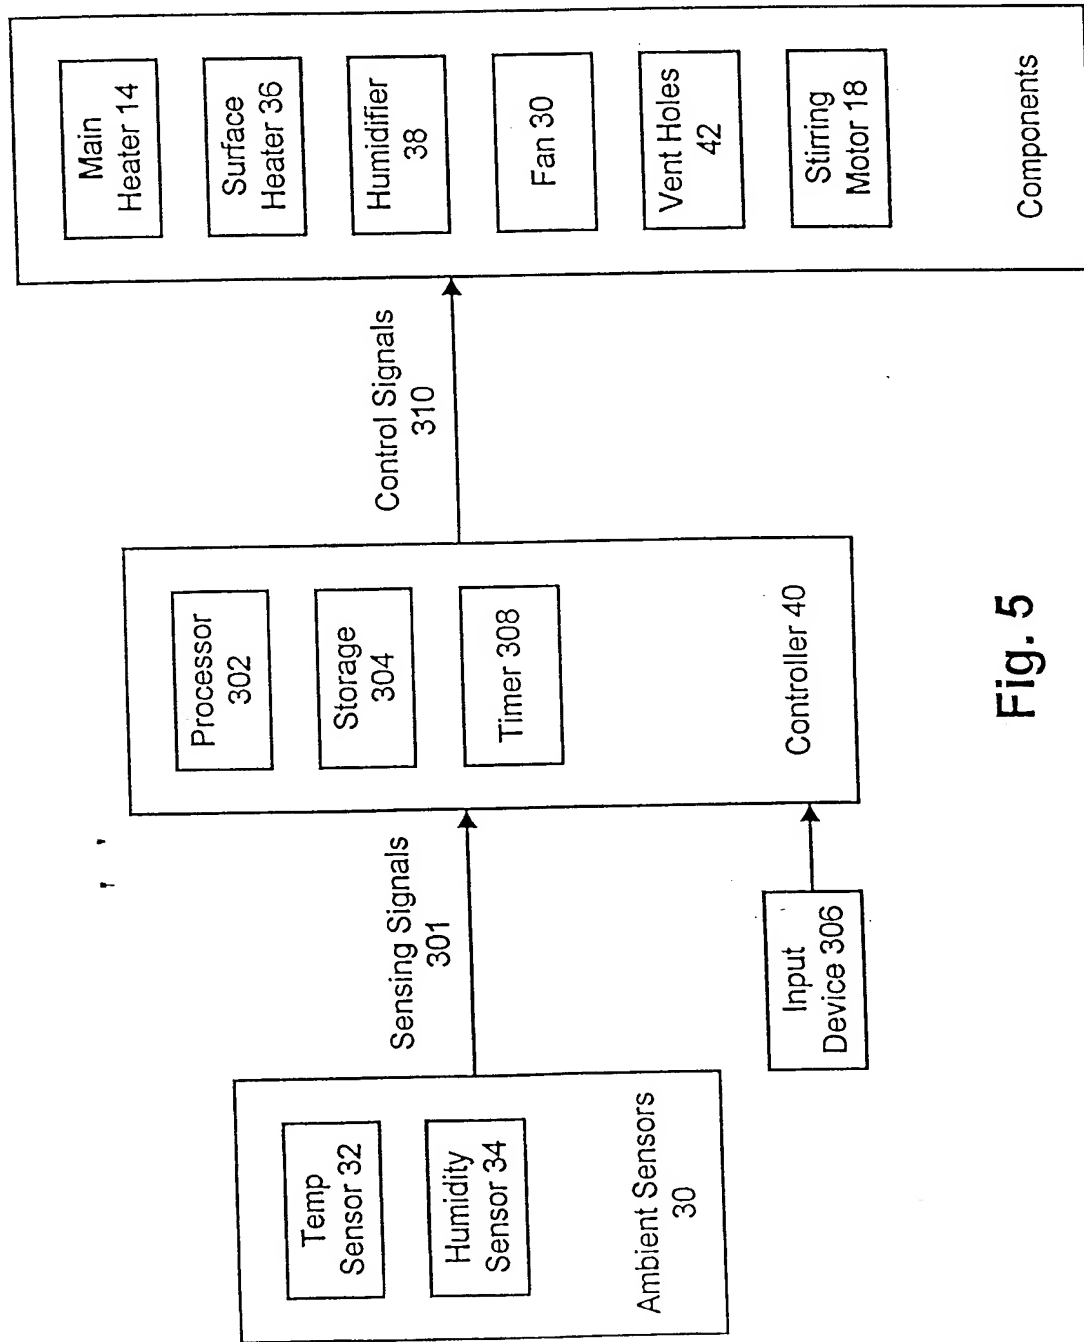 Temp
Sensor 32
Humidity
Sensor 34
Ambient Sensors
30
Sensing Signals
301
Input
Device 306
Processor
302
Storage
304
Timer 308
Controller 40
Control Signals
310
Main
Heater 14
Surface
Heater 36
Humidifier
38
Fan 30
Vent Holes
42
Stirring
Motor 18
Components
Fig. 5